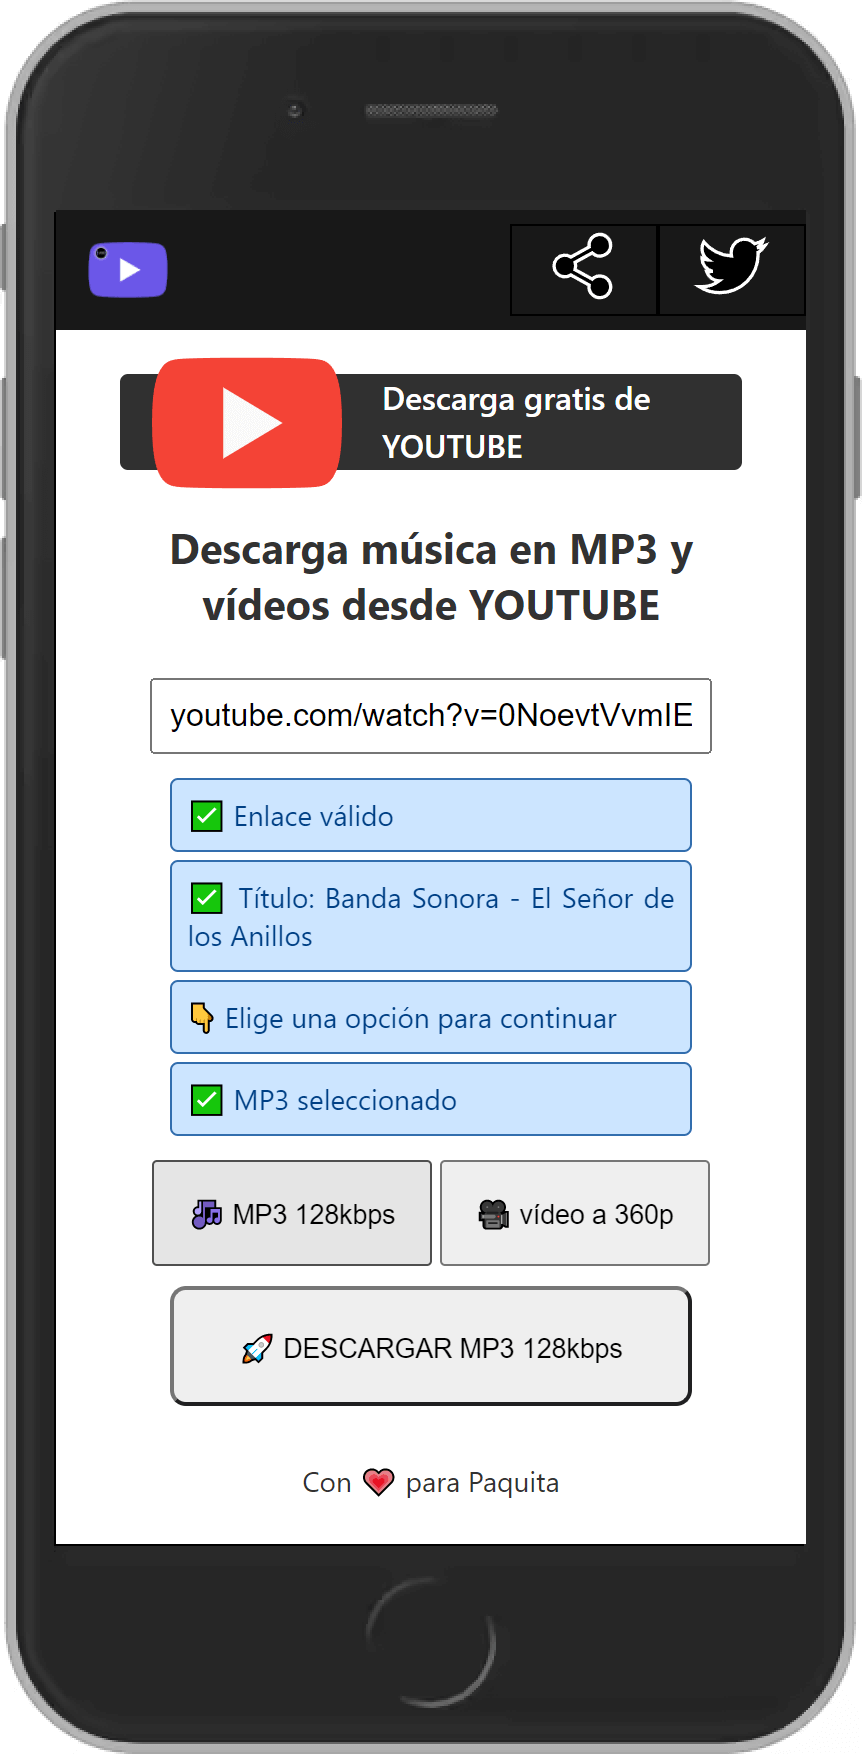 Descarga gratis de
YOUTUBE
Descarga música en MP3 y
vídeos desde YOUTUBE
youtube.com/watch?v=0NoevtVvmIE
✅ Enlace válido
✅ Título: Banda Sonora - El Señor de
los Anillos
👇 Elige una opción para continuar
✅ MP3 seleccionado
🎶 MP3 128kbps
🎥 vídeo a 360p
🚀 DESCARGAR MP3 128kbps
Con 💗 para Paquita